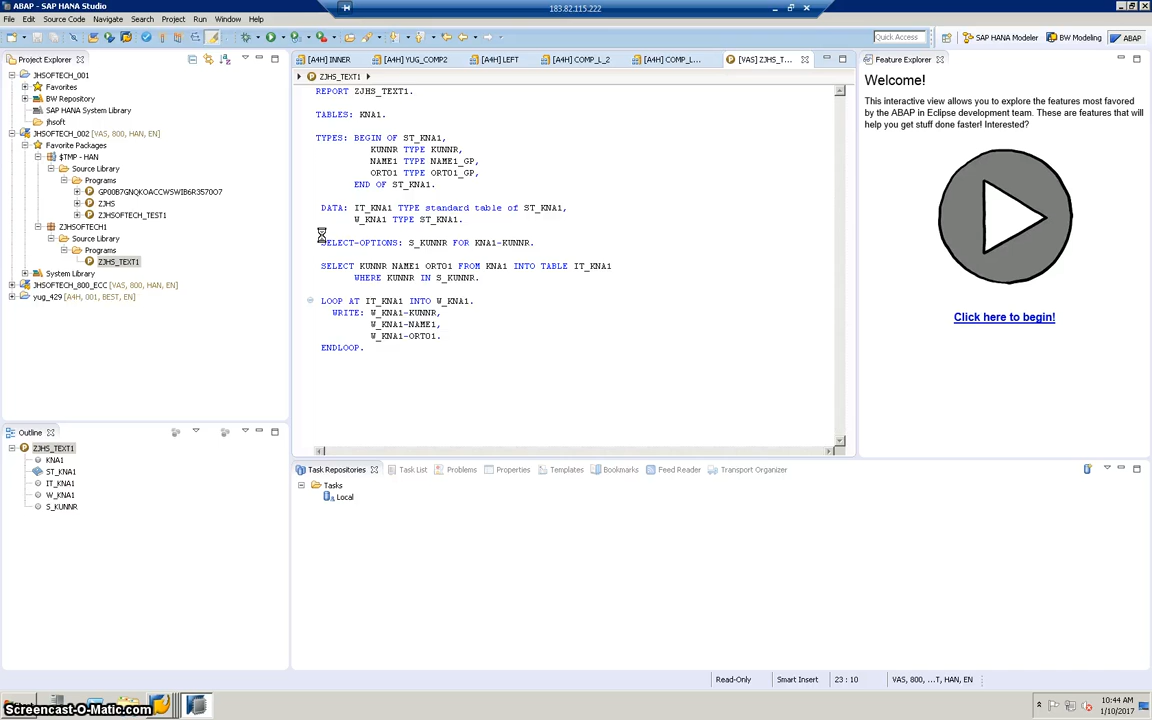 ABAP - SAP HANA Studio
183.82.115.222
File Edit Source Code Navigate Search Project Run Window Help
Quick Access
SAP HANA Modeler
BW Modeling
ABAP
Project Explorer
JHSOFTECH_001
Favorites
BW Repository
SAP HANA System Library
jhsoft
JHSOFTECH_002 [VAS, 800, HAN, EN]
Favorite Packages
$TMP - HAN
Source Library
Programs
GP00B7GNQKOACCWSWIB6R3570O7
ZJHS
ZJHSOFTECH_TEST1
ZJHSOFTECH1
Source Library
Programs
ZJHS_TEXT1
System Library
JHSOFTECH_800_ECC [VAS, 800, HAN, EN]
yug_429 [A4H, 001, BEST, EN]
Outline
ZJHS_TEXT1
KNA1
ST_KNA1
IT_KNA1
W_KNA1
S_KUNNR
[A4H] INNER
[A4H] YUG_COMP2
[A4H] LEFT
[A4H] COMP_L_2
[A4H] COMP_L...
[VAS] ZJHS_T...
ZJHS_TEXT1
REPORT ZJHS_TEXT1.
TABLES: KNA1.
TYPES: BEGIN OF ST_KNA1,
KUNNR TYPE KUNNR,
NAME1 TYPE NAME1_GP,
ORTO1 TYPE ORTO1_GP,
END OF ST_KNA1.
DATA: IT_KNA1 TYPE standard table of ST_KNA1,
W_KNA1 TYPE ST_KNA1.
SELECT-OPTIONS: S_KUNNR FOR KNA1-KUNNR.
SELECT KUNNR NAME1 ORTO1 FROM KNA1 INTO TABLE IT_KNA1
WHERE KUNNR IN S_KUNNR.
LOOP AT IT_KNA1 INTO W_KNA1.
WRITE: W_KNA1-KUNNR,
W_KNA1-NAME1,
W_KNA1-ORTO1.
ENDLOOP.
Feature Explorer
Welcome!
This interactive view allows you to explore the features most favored
by the ABAP in Eclipse development team. These are features that
will help you get stuff done faster! Interested?
Click here to begin!
Task Repositories
Task List
Problems
Properties
Templates
Bookmarks
Feed Reader
Transport Organizer
Tasks
Local
Read-Only
Smart Insert
23 : 10
VAS, 800, ...T, HAN, EN
Screencast-O-Matic.com
10:44 AM
1/10/2017